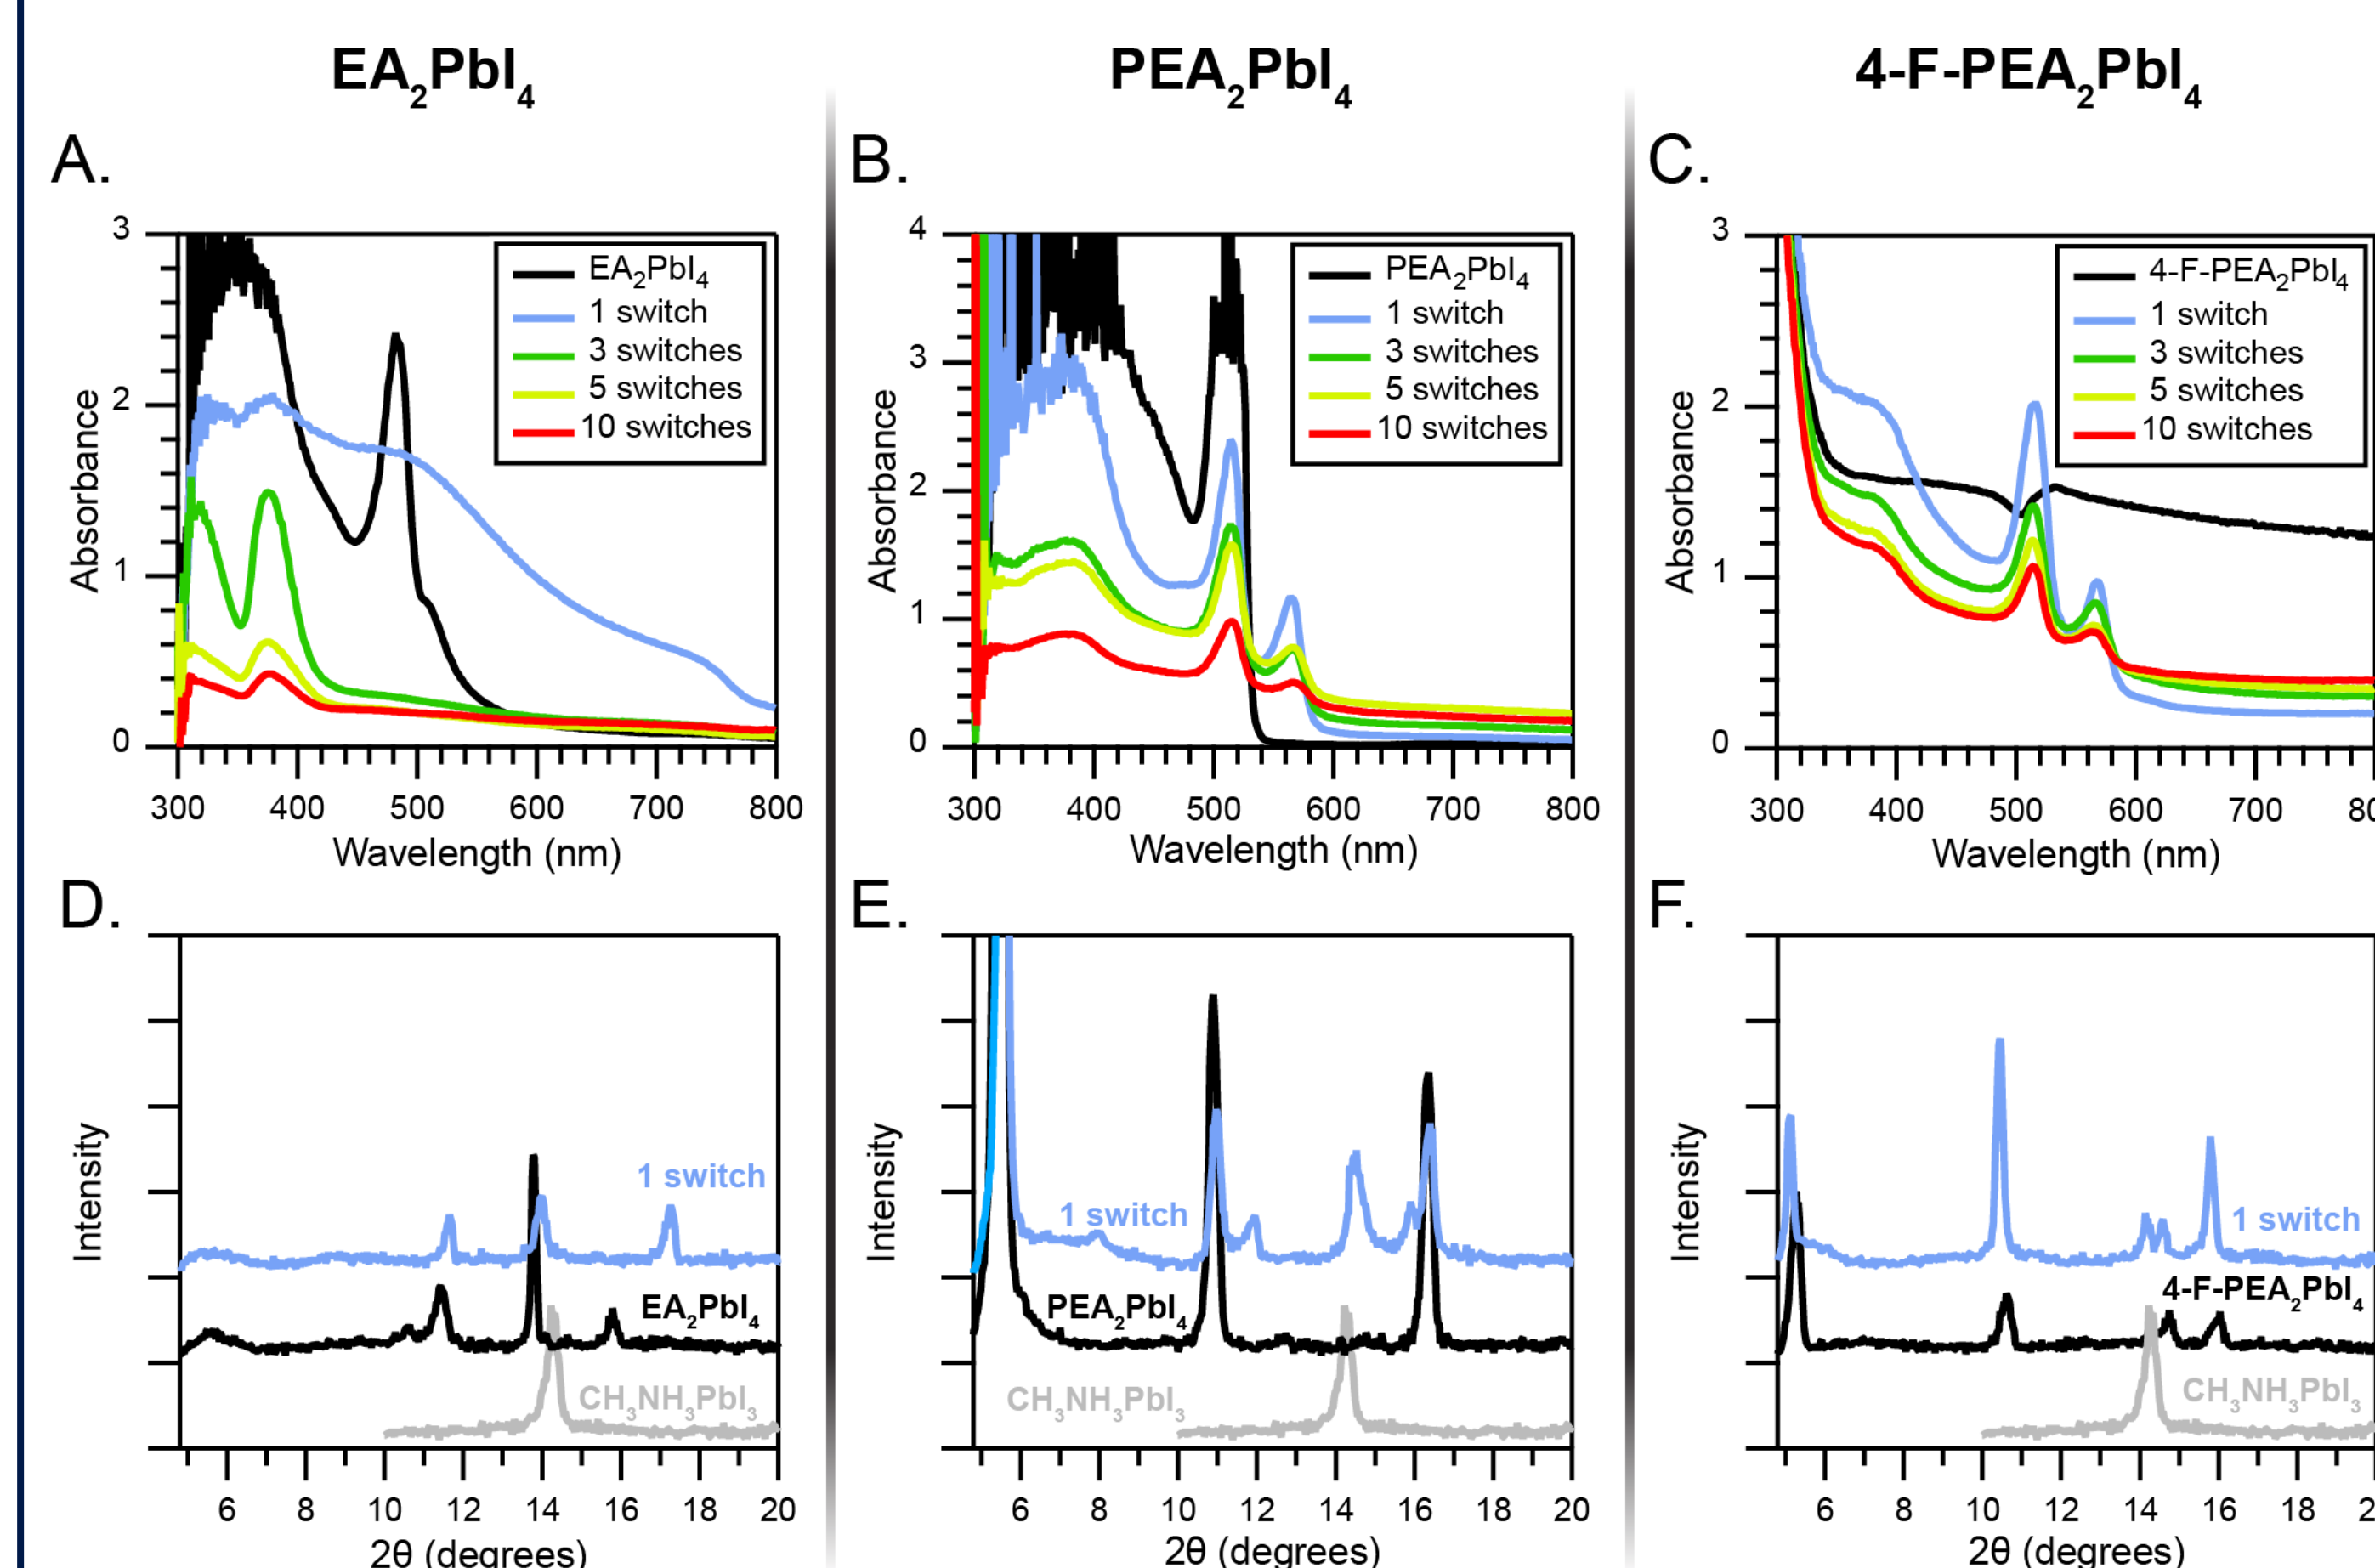 EA₂PbI₄
PEA₂PbI₄
4-F-PEA₂PbI₄
A.
3
2
1
0
Absorbance
EA₂PbI₄
1 switch
3 switches
5 switches
10 switches
300 400 500 600 700 800
Wavelength (nm)
B.
4
3
2
1
0
Absorbance
PEA₂PbI₄
1 switch
3 switches
5 switches
10 switches
300 400 500 600 700 800
Wavelength (nm)
C.
3
2
1
0
Absorbance
4-F-PEA₂PbI₄
1 switch
3 switches
5 switches
10 switches
300 400 500 600 700 80
Wavelength (nm)
D.
Intensity
1 switch
EA₂PbI₄
CH₃NH₃PbI₃
6 8 10 12 14 16 18 20
2θ (degrees)
E.
Intensity
1 switch
PEA₂PbI₄
CH₃NH₃PbI₃
6 8 10 12 14 16 18 20
2θ (degrees)
F.
Intensity
1 switch
4-F-PEA₂PbI₄
CH₃NH₃PbI₃
6 8 10 12 14 16 18 2
2θ (degrees)